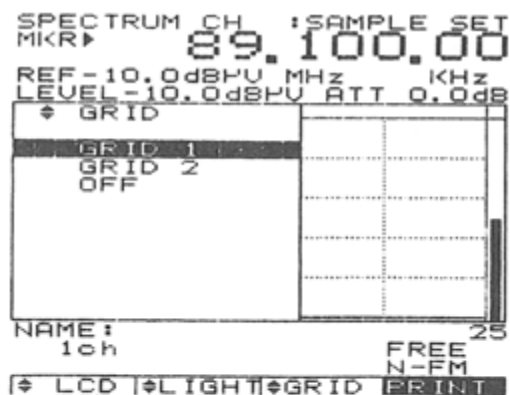 SPECTRUM CH :SAMPLE SET
MKR▶ 89.100.00
REF-10.0dBμV MHz KHz
LEVEL-10.0dBμV ATT 0.0dB
♦ GRID
GRID 1
GRID 2
OFF
NAME: 25
1ch FREE
N-FM
♦ LCD ♦LIGHT ♦GRID PRINT